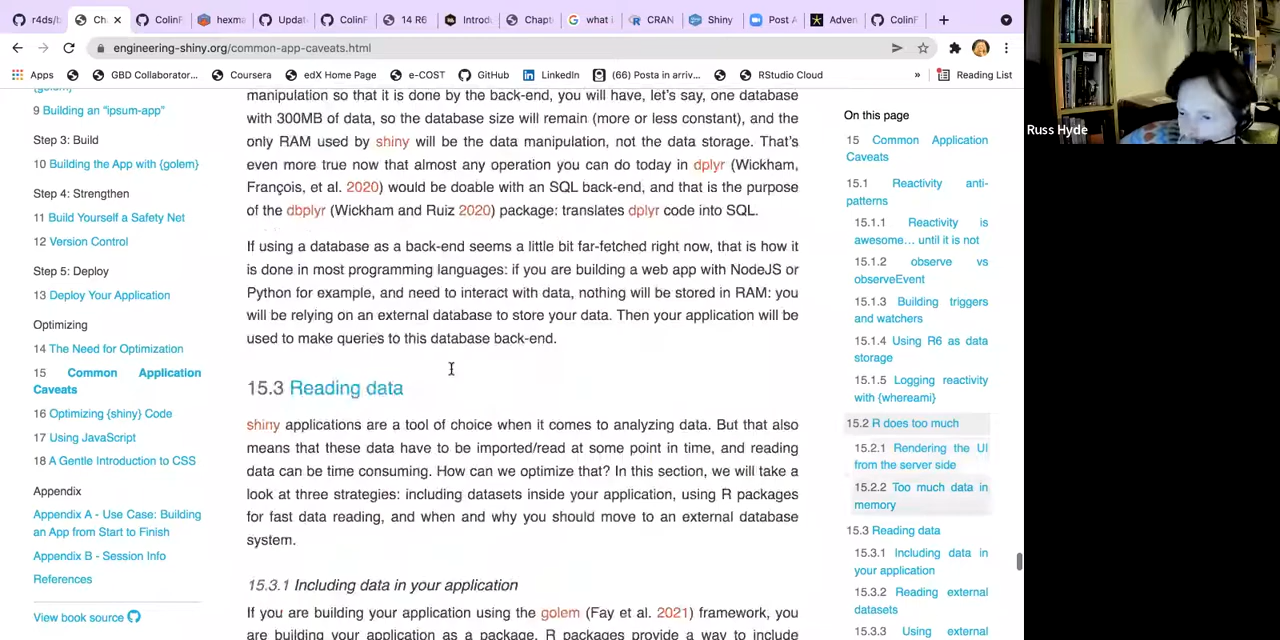 r4ds/b
Ch
ColinF
hexma
Updat
ColinF
14 R6
Introdu
Chapt
what i
CRAN
Shiny
Post A
Adven
ColinF
engineering-shiny.org/common-app-caveats.html
Apps
GBD Collaborator...
Coursera
edX Home Page
e-COST
GitHub
LinkedIn
(66) Posta in arriv...
RStudio Cloud
»
Reading List
{golem}
9 Building an "ipsum-app"
Step 3: Build
10 Building the App with {golem}
Step 4: Strengthen
11 Build Yourself a Safety Net
12 Version Control
Step 5: Deploy
13 Deploy Your Application
Optimizing
14 The Need for Optimization
15 Common Application
Caveats
16 Optimizing {shiny} Code
17 Using JavaScript
18 A Gentle Introduction to CSS
Appendix
Appendix A - Use Case: Building
an App from Start to Finish
Appendix B - Session Info
References
View book source
manipulation so that it is done by the back-end, you will have, let's say, one database
with 300MB of data, so the database size will remain (more or less constant), and the
only RAM used by shiny will be the data manipulation, not the data storage. That's
even more true now that almost any operation you can do today in dplyr (Wickham,
François, et al. 2020) would be doable with an SQL back-end, and that is the purpose
of the dbplyr (Wickham and Ruiz 2020) package: translates dplyr code into SQL.
If using a database as a back-end seems a little bit far-fetched right now, that is how it
is done in most programming languages: if you are building a web app with NodeJS or
Python for example, and need to interact with data, nothing will be stored in RAM: you
will be relying on an external database to store your data. Then your application will be
used to make queries to this database back-end.
15.3 Reading data
shiny applications are a tool of choice when it comes to analyzing data. But that also
means that these data have to be imported/read at some point in time, and reading
data can be time consuming. How can we optimize that? In this section, we will take a
look at three strategies: including datasets inside your application, using R packages
for fast data reading, and when and why you should move to an external database
system.
15.3.1 Including data in your application
If you are building your application using the golem (Fay et al. 2021) framework, you
are building your application as a package. R packages provide a way to include
On this page
15 Common Application
Caveats
15.1 Reactivity anti-
patterns
15.1.1 Reactivity is
awesome... until it is not
15.1.2 observe vs
observeEvent
15.1.3 Building triggers
and watchers
15.1.4 Using R6 as data
storage
15.1.5 Logging reactivity
with {whereami}
15.2 R does too much
15.2.1 Rendering the UI
from the server side
15.2.2 Too much data in
memory
15.3 Reading data
15.3.1 Including data in
your application
15.3.2 Reading external
datasets
15.3.3 Using external
Russ Hyde